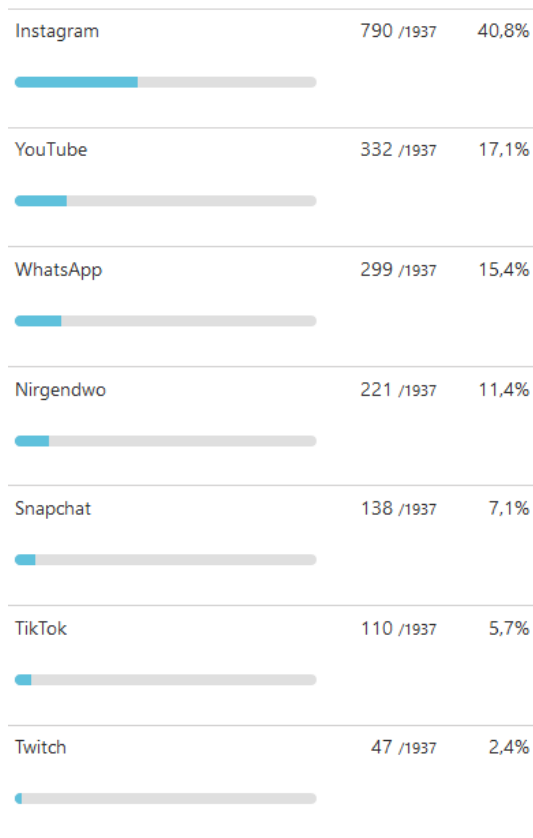 Instagram 790 /1937 40,8%
YouTube 332 /1937 17,1%
WhatsApp 299 /1937 15,4%
Nirgendwo 221 /1937 11,4%
Snapchat 138 /1937 7,1%
TikTok 110 /1937 5,7%
Twitch 47 /1937 2,4%